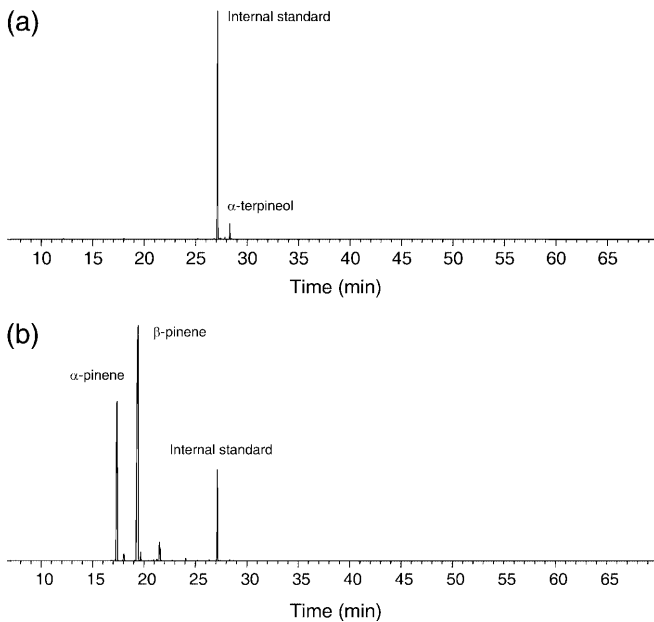 (a)
Internal standard
α-terpineol
10 15 20 25 30 35 40 45 50 55 60 65
Time (min)
(b)
β-pinene
α-pinene
Internal standard
10 15 20 25 30 35 40 45 50 55 60 65
Time (min)